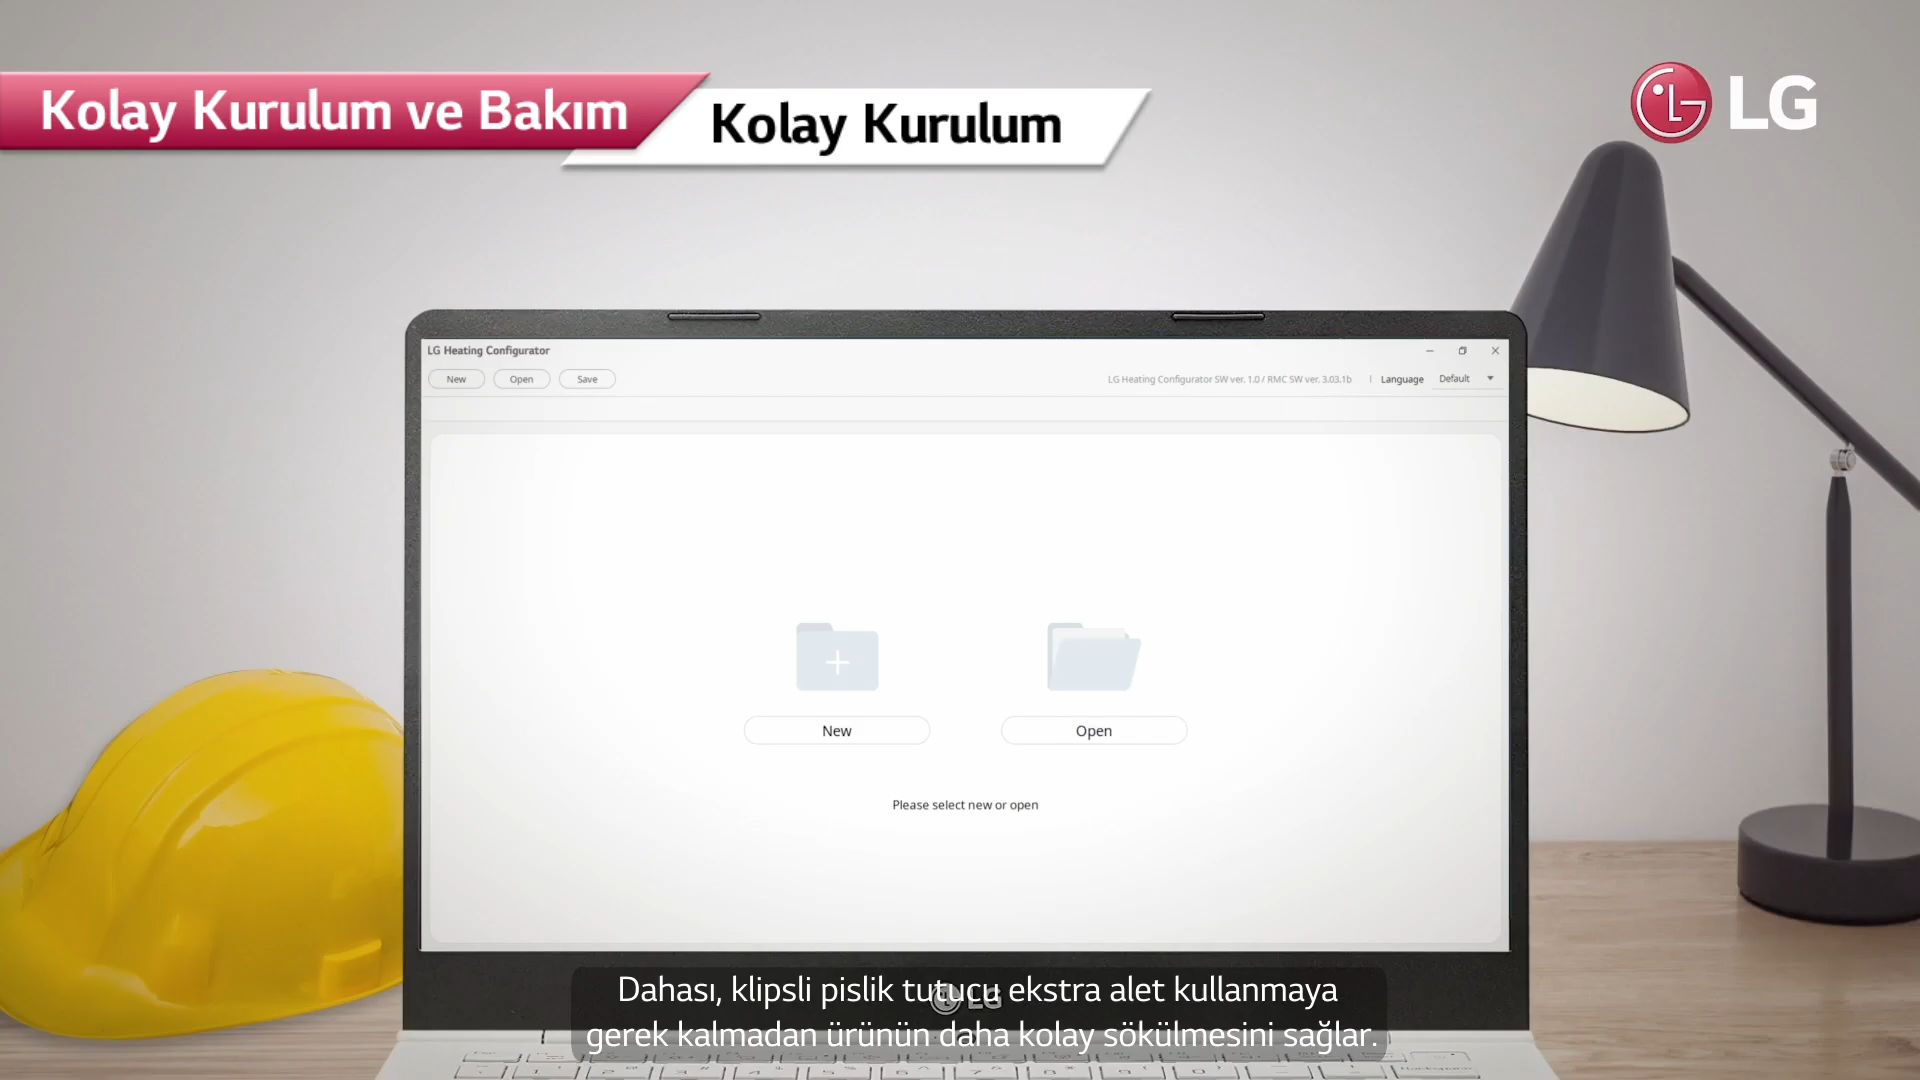 Kolay Kurulum ve Bakım
Kolay Kurulum
LG
LG Heating Configurator
New
Open
Save
LG Heating Configurator SW ver. 1.0 / RMC SW ver. 3.03.1b
Language
Default
New
Open
Please select new or open
LG
Dahası, klipsli pislik tutucu ekstra alet kullanmaya
gerek kalmadan ürünün daha kolay sökülmesini sağlar.